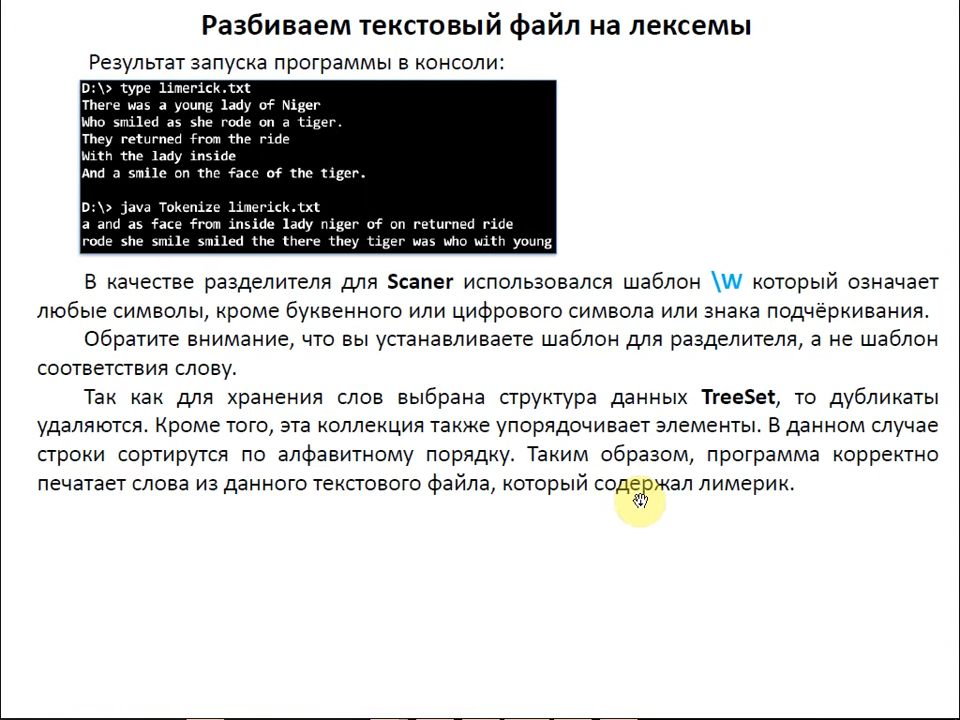 Разбиваем текстовый файл на лексемы
Результат запуска программы в консоли:
D:\> type limerick.txt
There was a young lady of Niger
Who smiled as she rode on a tiger.
They returned from the ride
With the lady inside
And a smile on the face of the tiger.
D:\> java Tokenize limerick.txt
a and as face from inside lady niger of on returned ride
rode she smile smiled the there they tiger was who with young
В качестве разделителя для Scaner использовался шаблон \W который означает
любые символы, кроме буквенного или цифрового символа или знака подчёркивания.
Обратите внимание, что вы устанавливаете шаблон для разделителя, а не шаблон
соответствия слову.
Так как для хранения слов выбрана структура данных TreeSet, то дубликаты
удаляются. Кроме того, эта коллекция также упорядочивает элементы. В данном случае
строки сортирутся по алфавитному порядку. Таким образом, программа корректно
печатает слова из данного текстового файла, который содержал лимерик.